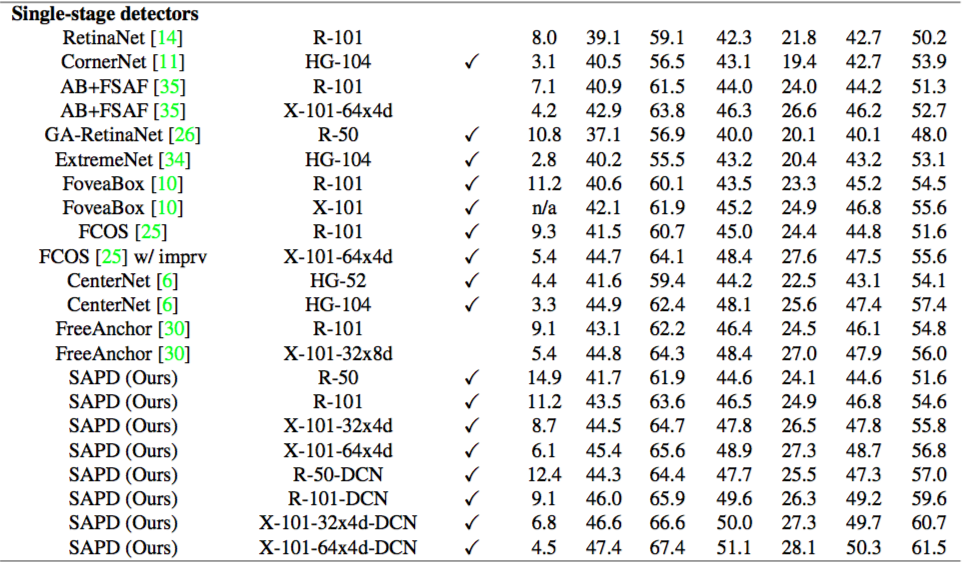 Single-stage detectors
RetinaNet [14] R-101 8.0 39.1 59.1 42.3 21.8 42.7 50.2
CornerNet [11] HG-104 ✓ 3.1 40.5 56.5 43.1 19.4 42.7 53.9
AB+FSAF [35] R-101 7.1 40.9 61.5 44.0 24.0 44.2 51.3
AB+FSAF [35] X-101-64x4d 4.2 42.9 63.8 46.3 26.6 46.2 52.7
GA-RetinaNet [26] R-50 ✓ 10.8 37.1 56.9 40.0 20.1 40.1 48.0
ExtremeNet [34] HG-104 ✓ 2.8 40.2 55.5 43.2 20.4 43.2 53.1
FoveaBox [10] R-101 ✓ 11.2 40.6 60.1 43.5 23.3 45.2 54.5
FoveaBox [10] X-101 ✓ n/a 42.1 61.9 45.2 24.9 46.8 55.6
FCOS [25] R-101 ✓ 9.3 41.5 60.7 45.0 24.4 44.8 51.6
FCOS [25] w/ imprv X-101-64x4d ✓ 5.4 44.7 64.1 48.4 27.6 47.5 55.6
CenterNet [6] HG-52 ✓ 4.4 41.6 59.4 44.2 22.5 43.1 54.1
CenterNet [6] HG-104 ✓ 3.3 44.9 62.4 48.1 25.6 47.4 57.4
FreeAnchor [30] R-101 9.1 43.1 62.2 46.4 24.5 46.1 54.8
FreeAnchor [30] X-101-32x8d 5.4 44.8 64.3 48.4 27.0 47.9 56.0
SAPD (Ours) R-50 ✓ 14.9 41.7 61.9 44.6 24.1 44.6 51.6
SAPD (Ours) R-101 ✓ 11.2 43.5 63.6 46.5 24.9 46.8 54.6
SAPD (Ours) X-101-32x4d ✓ 8.7 44.5 64.7 47.8 26.5 47.8 55.8
SAPD (Ours) X-101-64x4d ✓ 6.1 45.4 65.6 48.9 27.3 48.7 56.8
SAPD (Ours) R-50-DCN ✓ 12.4 44.3 64.4 47.7 25.5 47.3 57.0
SAPD (Ours) R-101-DCN ✓ 9.1 46.0 65.9 49.6 26.3 49.2 59.6
SAPD (Ours) X-101-32x4d-DCN ✓ 6.8 46.6 66.6 50.0 27.3 49.7 60.7
SAPD (Ours) X-101-64x4d-DCN ✓ 4.5 47.4 67.4 51.1 28.1 50.3 61.5